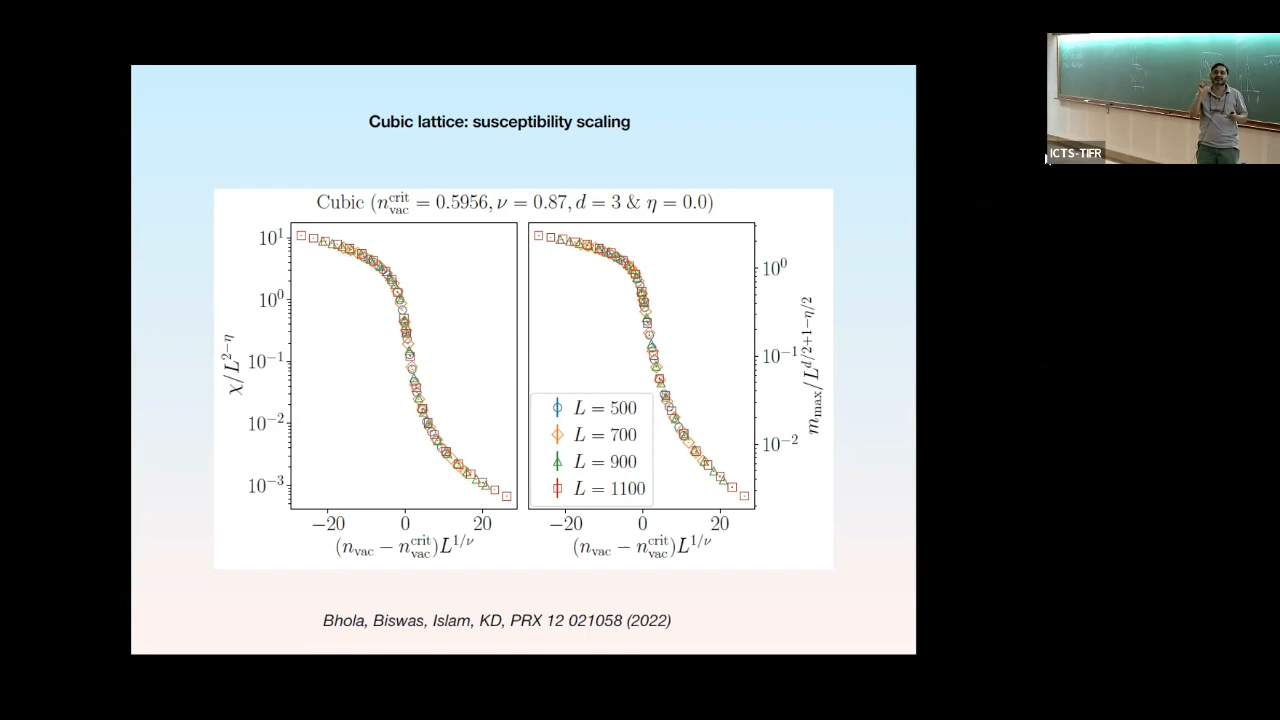 Cubic lattice: susceptibility scaling
Cubic (n_vac^crit = 0.5956, ν = 0.87, d = 3 & η = 0.0)
χ/L^{2−η}
10^1
10^0
10^{−1}
10^{−2}
10^{−3}
−20 0 20
(n_vac − n_vac^crit)L^{1/ν}
L = 500
L = 700
L = 900
L = 1100
10^0
10^{−1}
10^{−2}
m_max/L^{d/2+1−η/2}
−20 0 20
(n_vac − n_vac^crit)L^{1/ν}
Bhola, Biswas, Islam, KD, PRX 12 021058 (2022)
ICTS-TIFR